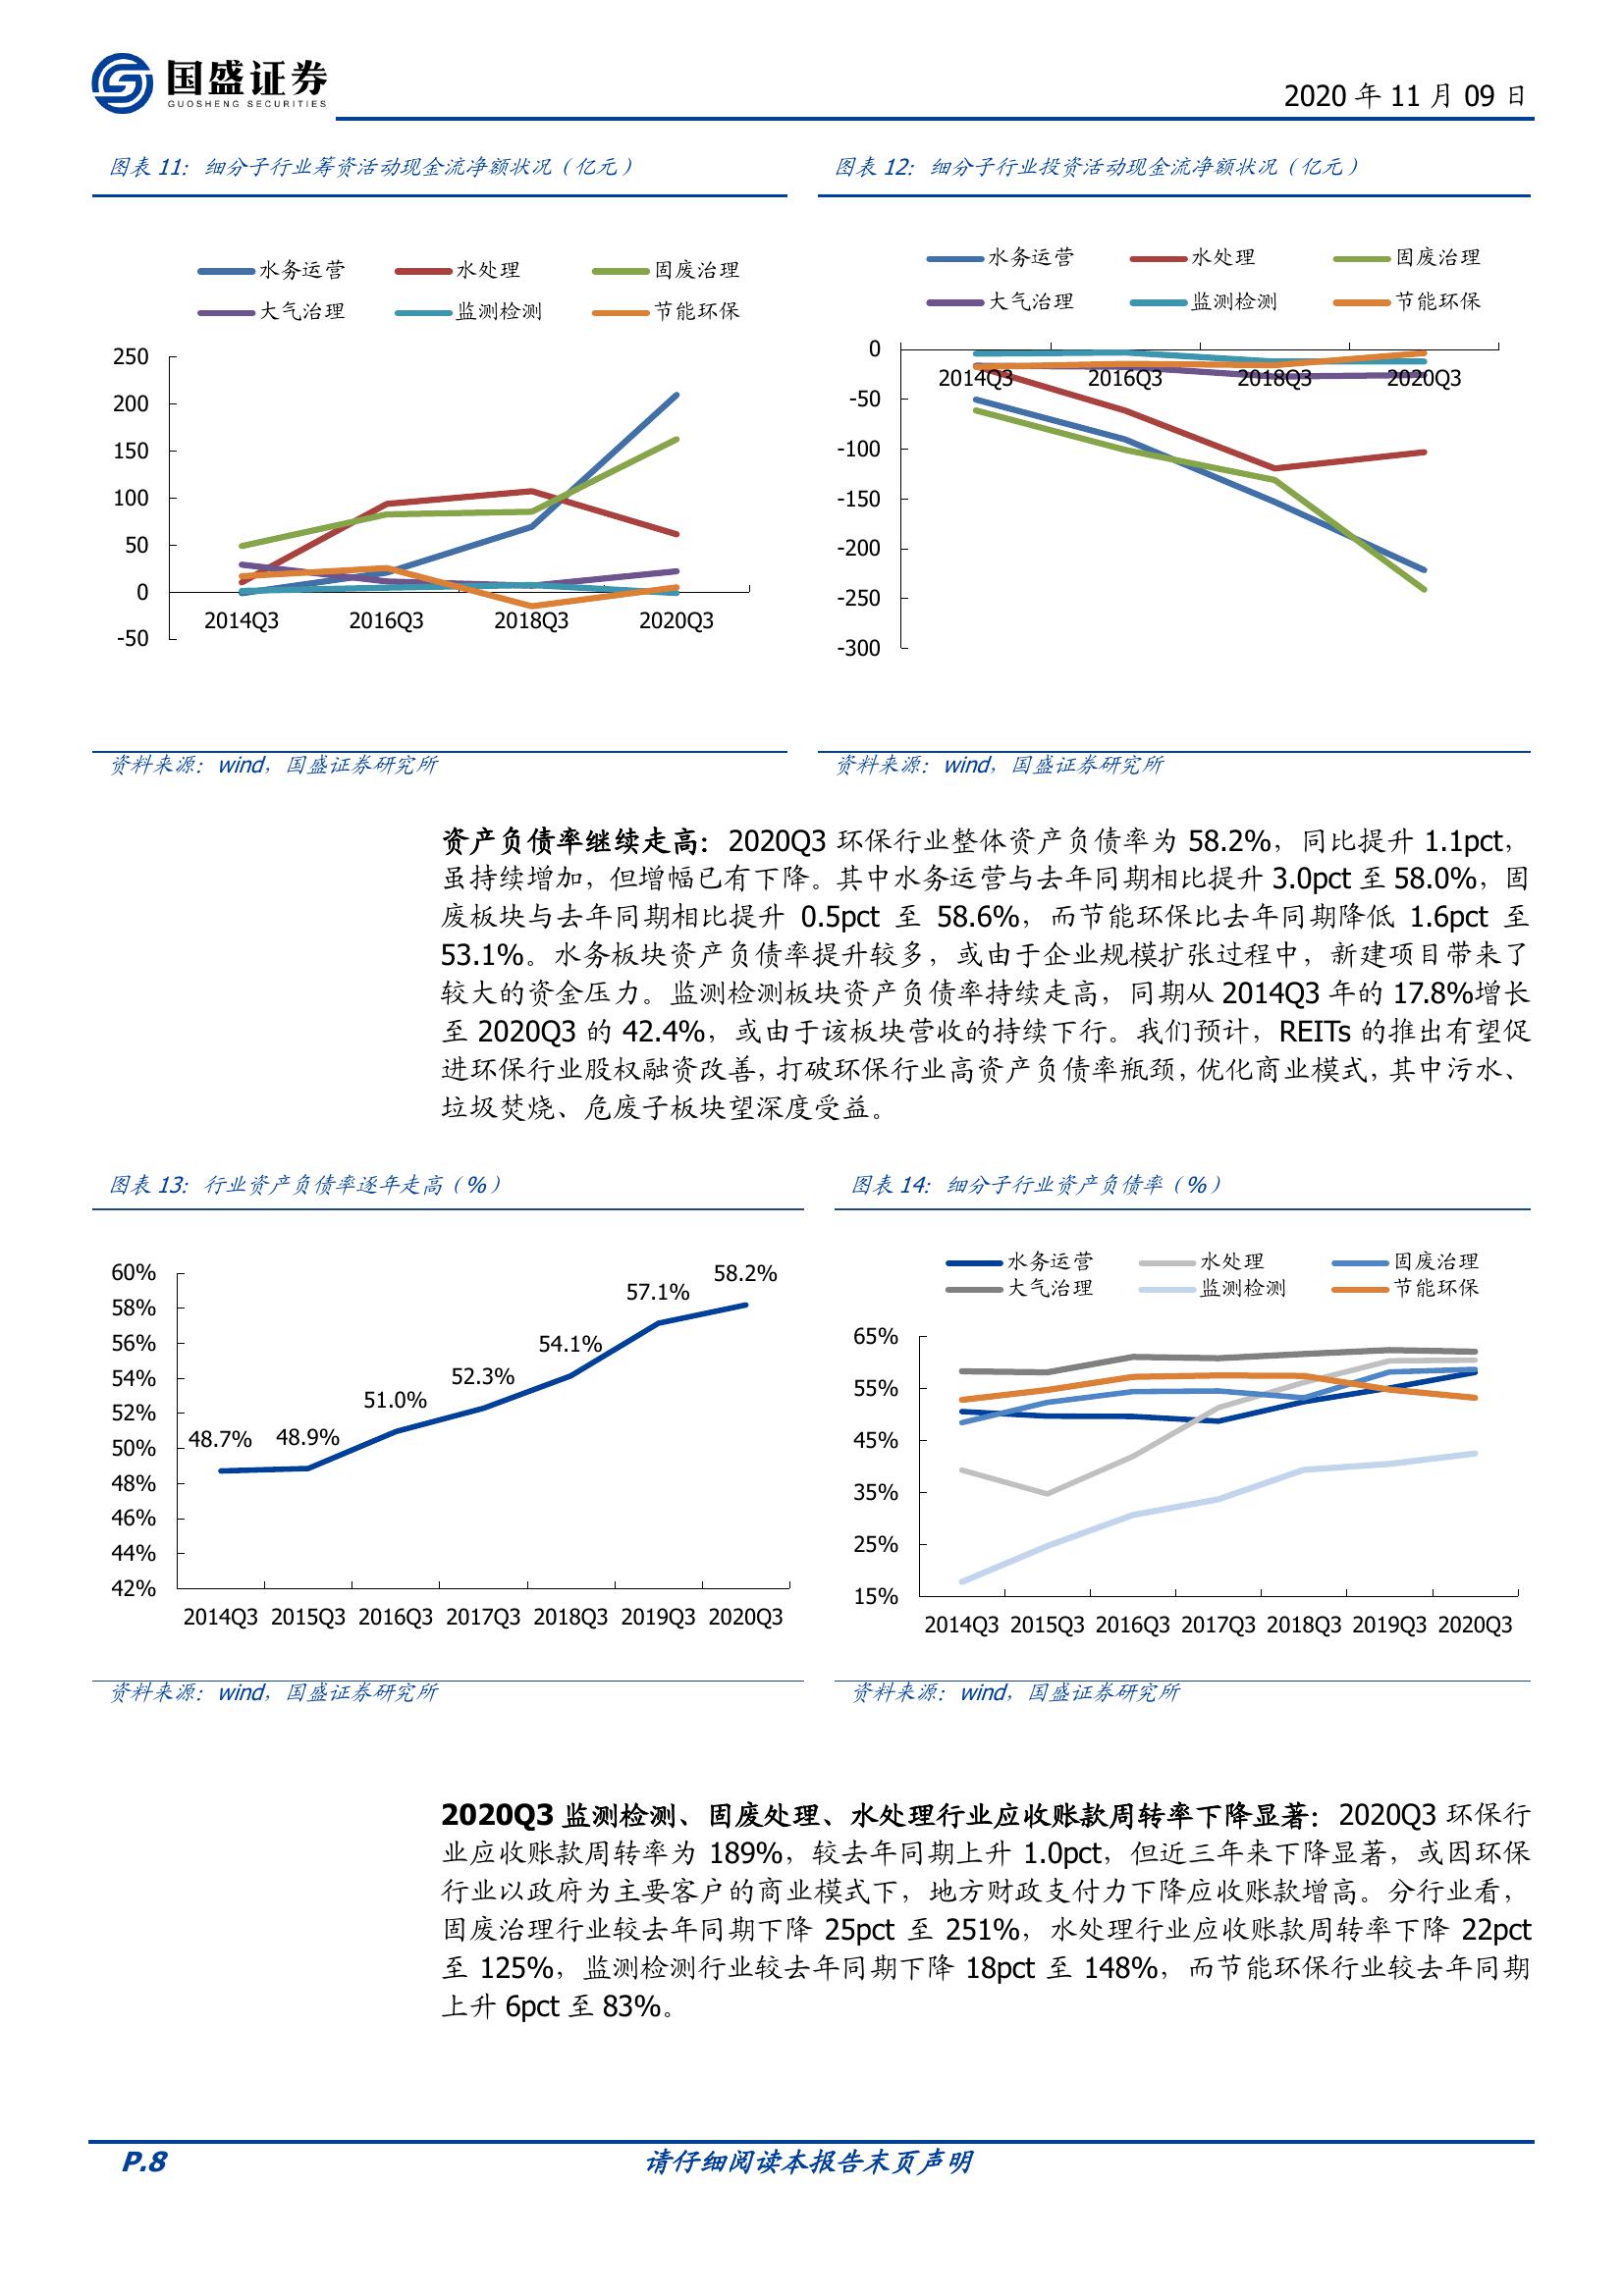 国盛证券
GUOSHENG SECURITIES
2020 年 11 月 09 日
图表 11：细分子行业筹资活动现金流净额状况（亿元）
水务运营 水处理 固废治理
大气治理 监测检测 节能环保
250
200
150
100
50
0
-50
2014Q3 2016Q3 2018Q3 2020Q3
资料来源：wind，国盛证券研究所
图表 12：细分子行业投资活动现金流净额状况（亿元）
水务运营 水处理 固废治理
大气治理 监测检测 节能环保
0
-50
-100
-150
-200
-250
-300
2014Q3 2016Q3 2018Q3 2020Q3
资料来源：wind，国盛证券研究所
资产负债率继续走高：2020Q3 环保行业整体资产负债率为 58.2%，同比提升 1.1pct，
虽持续增加，但增幅已有下降。其中水务运营与去年同期相比提升 3.0pct 至 58.0%，固
废板块与去年同期相比提升 0.5pct 至 58.6%，而节能环保比去年同期降低 1.6pct 至
53.1%。水务板块资产负债率提升较多，或由于企业规模扩张过程中，新建项目带来了
较大的资金压力。监测检测板块资产负债率持续走高，同期从 2014Q3 年的 17.8%增长
至 2020Q3 的 42.4%，或由于该板块营收的持续下行。我们预计，REITs 的推出有望促
进环保行业股权融资改善，打破环保行业高资产负债率瓶颈，优化商业模式，其中污水、
垃圾焚烧、危废子板块望深度受益。
图表 13：行业资产负债率逐年走高（%）
60%
58%
56%
54%
52%
50%
48%
46%
44%
42%
48.7% 48.9% 51.0% 52.3% 54.1% 57.1% 58.2%
2014Q3 2015Q3 2016Q3 2017Q3 2018Q3 2019Q3 2020Q3
资料来源：wind，国盛证券研究所
图表 14：细分子行业资产负债率（%）
水务运营 水处理 固废治理
大气治理 监测检测 节能环保
65%
55%
45%
35%
25%
15%
2014Q3 2015Q3 2016Q3 2017Q3 2018Q3 2019Q3 2020Q3
资料来源：wind，国盛证券研究所
2020Q3 监测检测、固废处理、水处理行业应收账款周转率下降显著：2020Q3 环保行
业应收账款周转率为 189%，较去年同期上升 1.0pct，但近三年来下降显著，或因环保
行业以政府为主要客户的商业模式下，地方财政支付力下降应收账款增高。分行业看，
固废治理行业较去年同期下降 25pct 至 251%，水处理行业应收账款周转率下降 22pct
至 125%，监测检测行业较去年同期下降 18pct 至 148%，而节能环保行业较去年同期
上升 6pct 至 83%。
P.8
请仔细阅读本报告末页声明